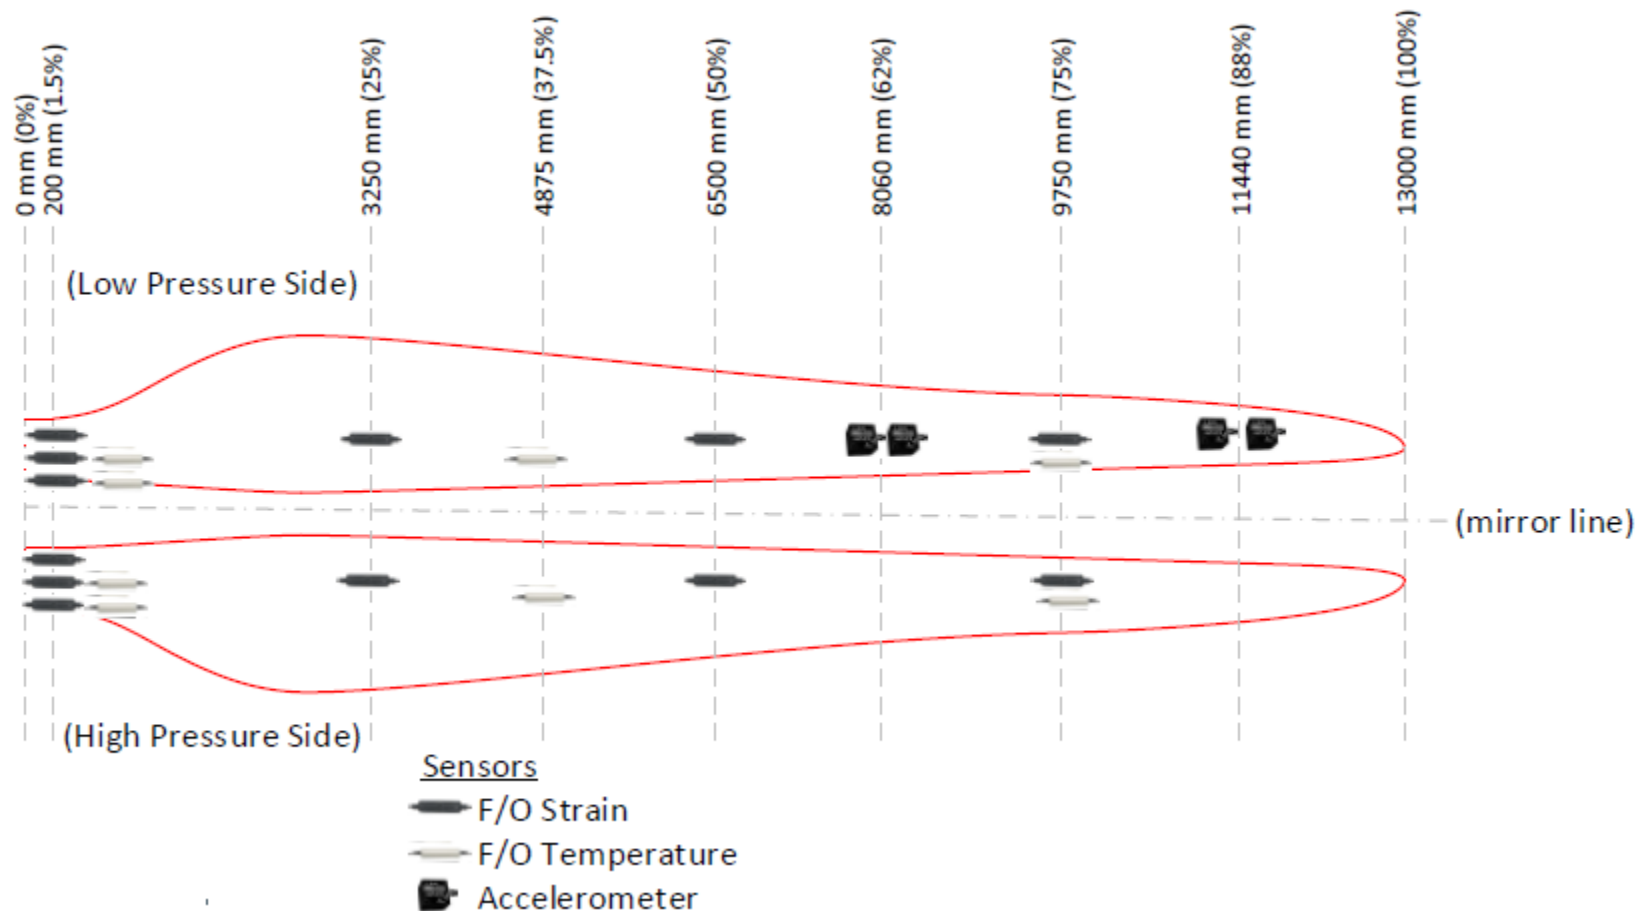 0 mm (0%)
200 mm (1.5%)
3250 mm (25%)
4875 mm (37.5%)
6500 mm (50%)
8060 mm (62%)
9750 mm (75%)
11440 mm (88%)
13000 mm (100%)
(Low Pressure Side)
(mirror line)
(High Pressure Side)
Sensors
F/O Strain
F/O Temperature
Accelerometer